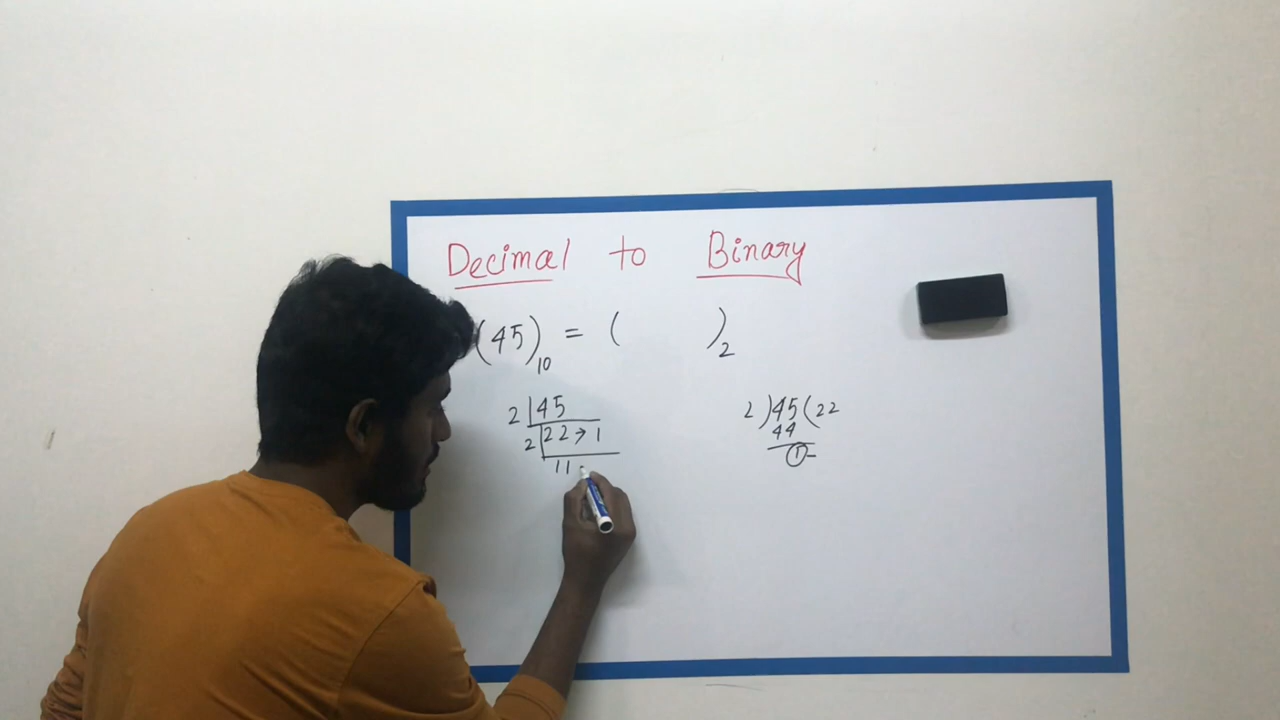 Decimal to Binary
(45)10 = ( )2
2 45
2 22 → 1
11
2 ) 45 ( 22
44
1